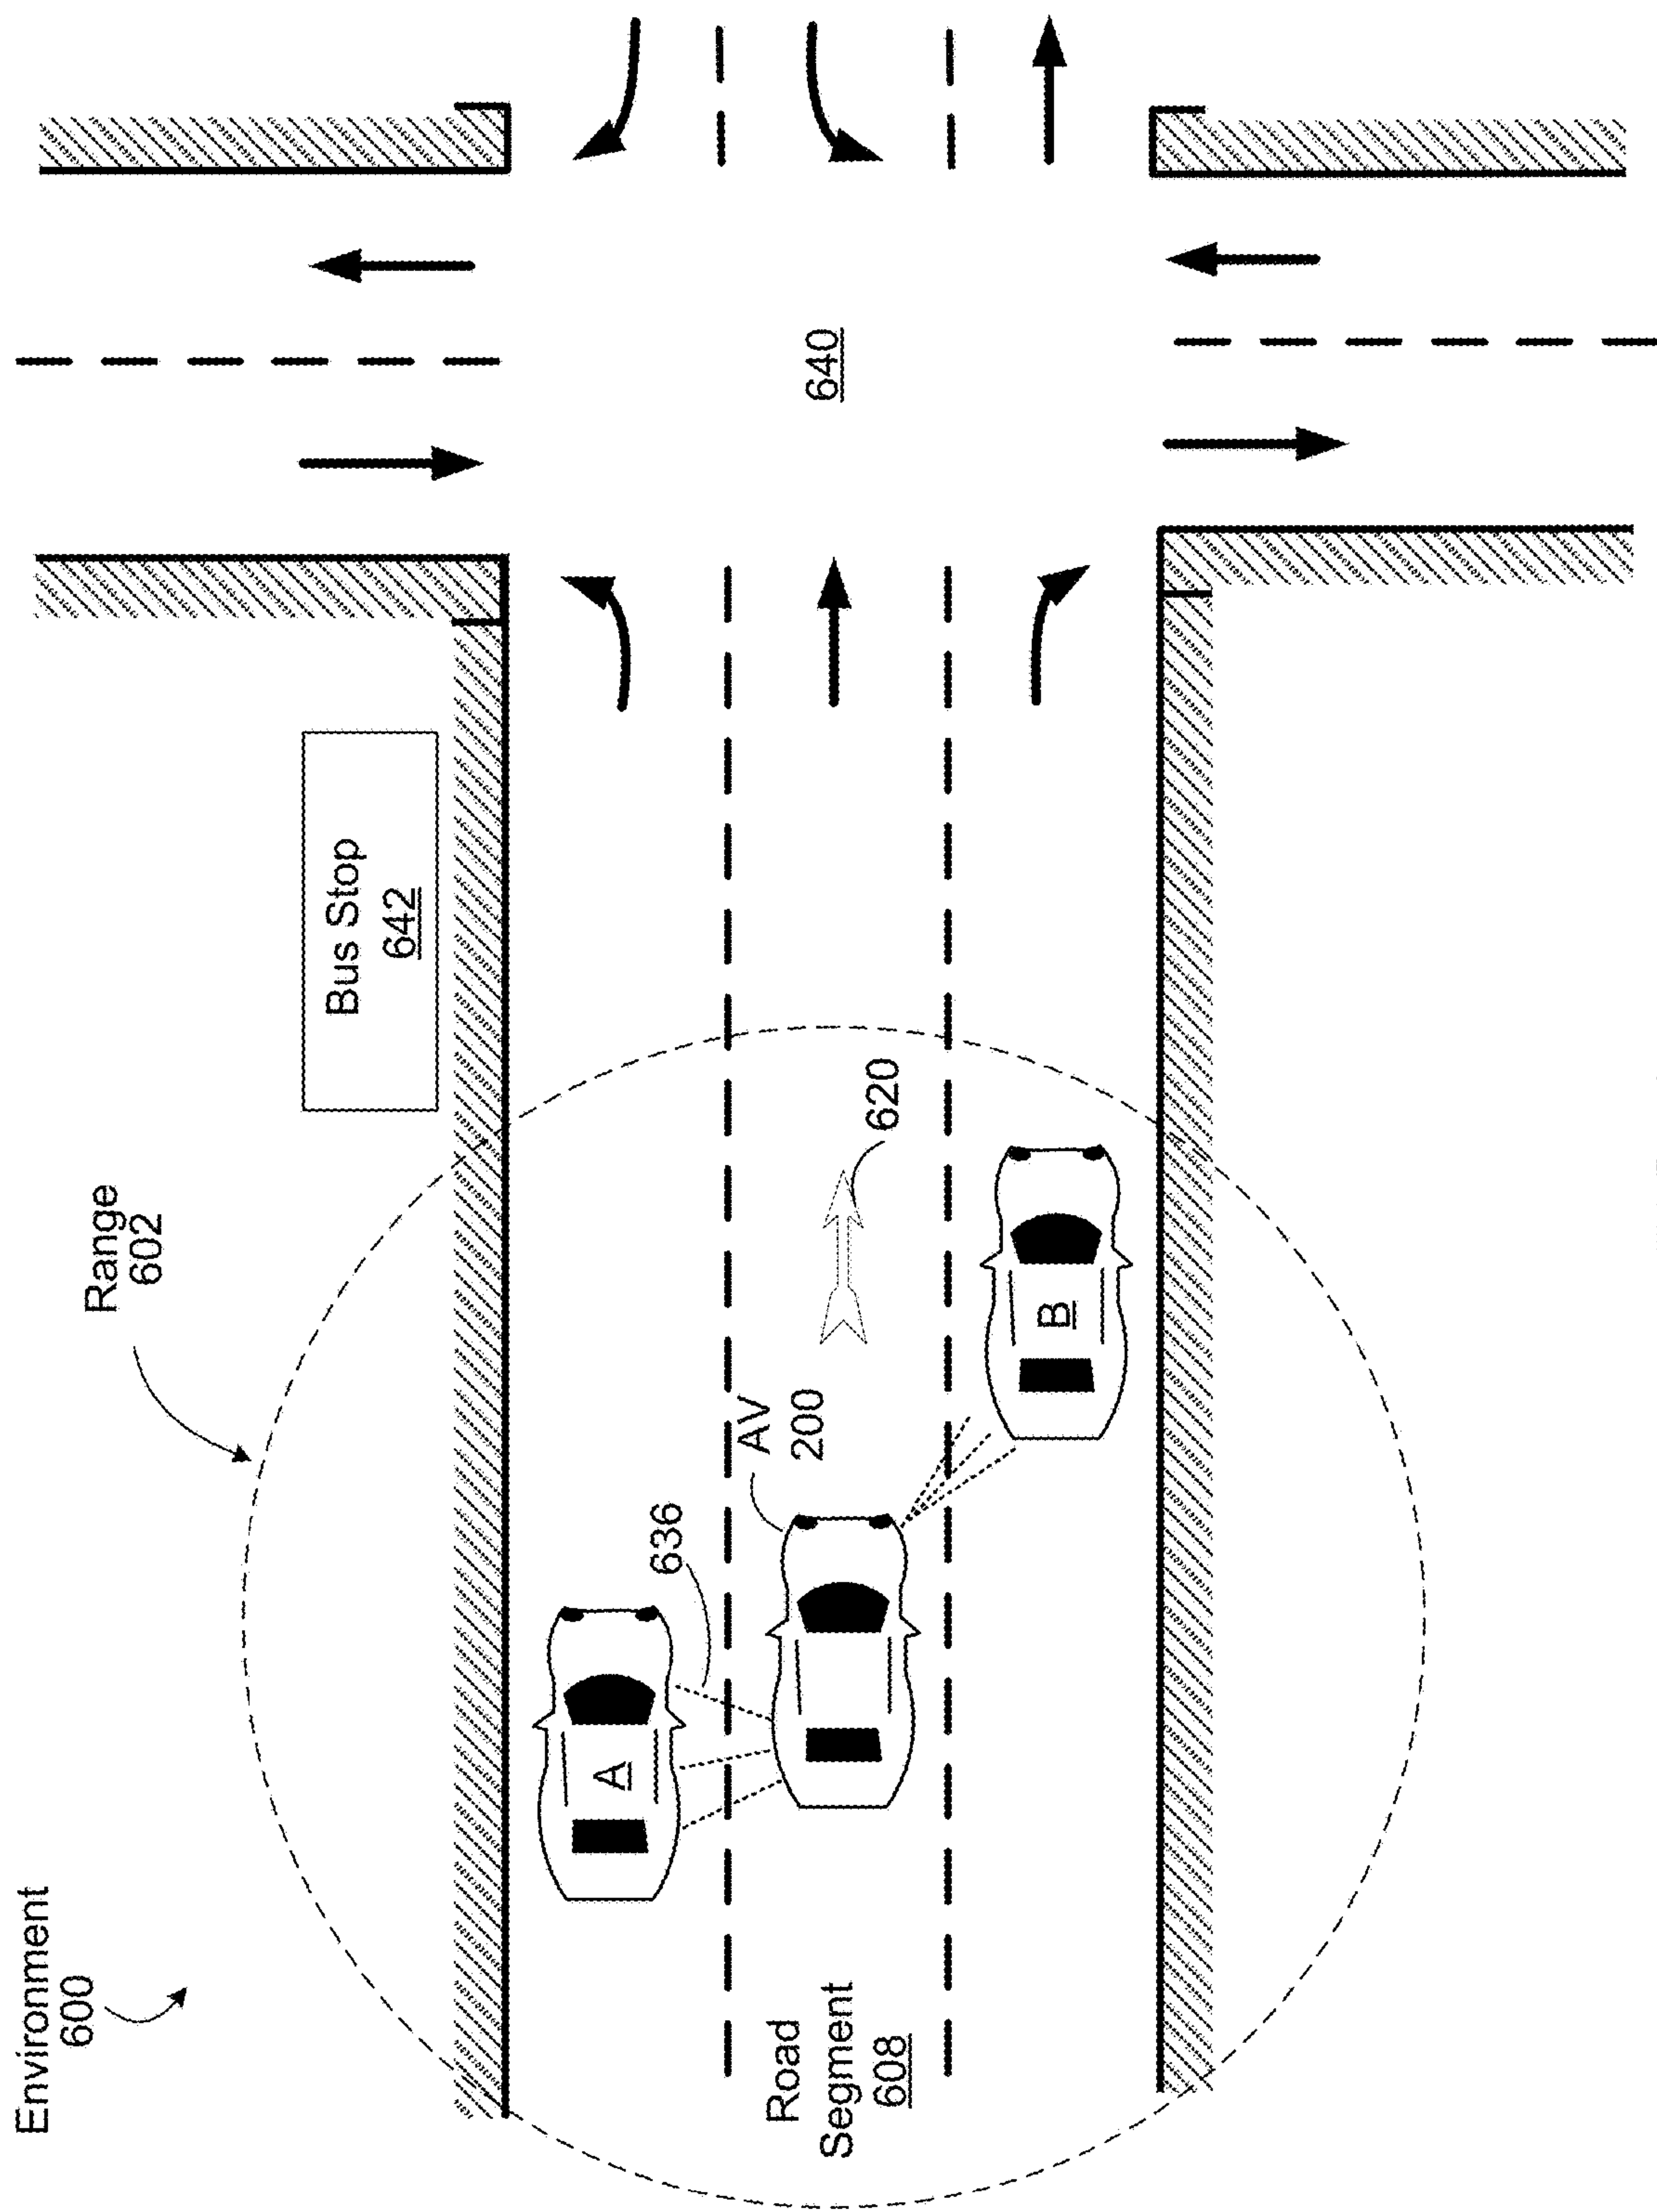 Environment
600
Range
602
Bus Stop
642
A
636
AV
200
620
B
Road
Segment
608
640